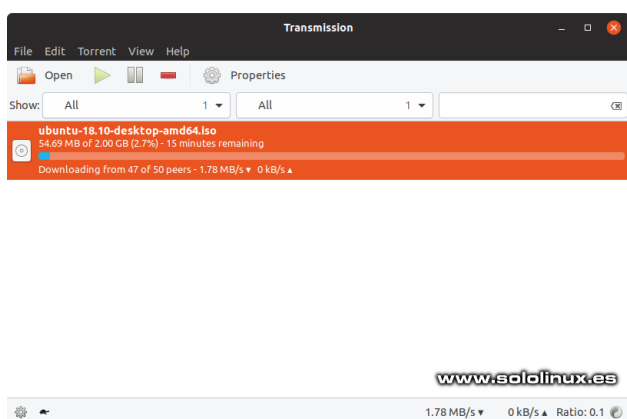 Transmission
File Edit Torrent View Help
Open Properties
Show: All 1 All 1
ubuntu-18.10-desktop-amd64.iso
54.69 MB of 2.00 GB (2.7%) - 15 minutes remaining
Downloading from 47 of 50 peers - 1.78 MB/s ▾ 0 kB/s ▴
www.sololinux.es
1.78 MB/s ▾ 0 kB/s ▴ Ratio: 0.1